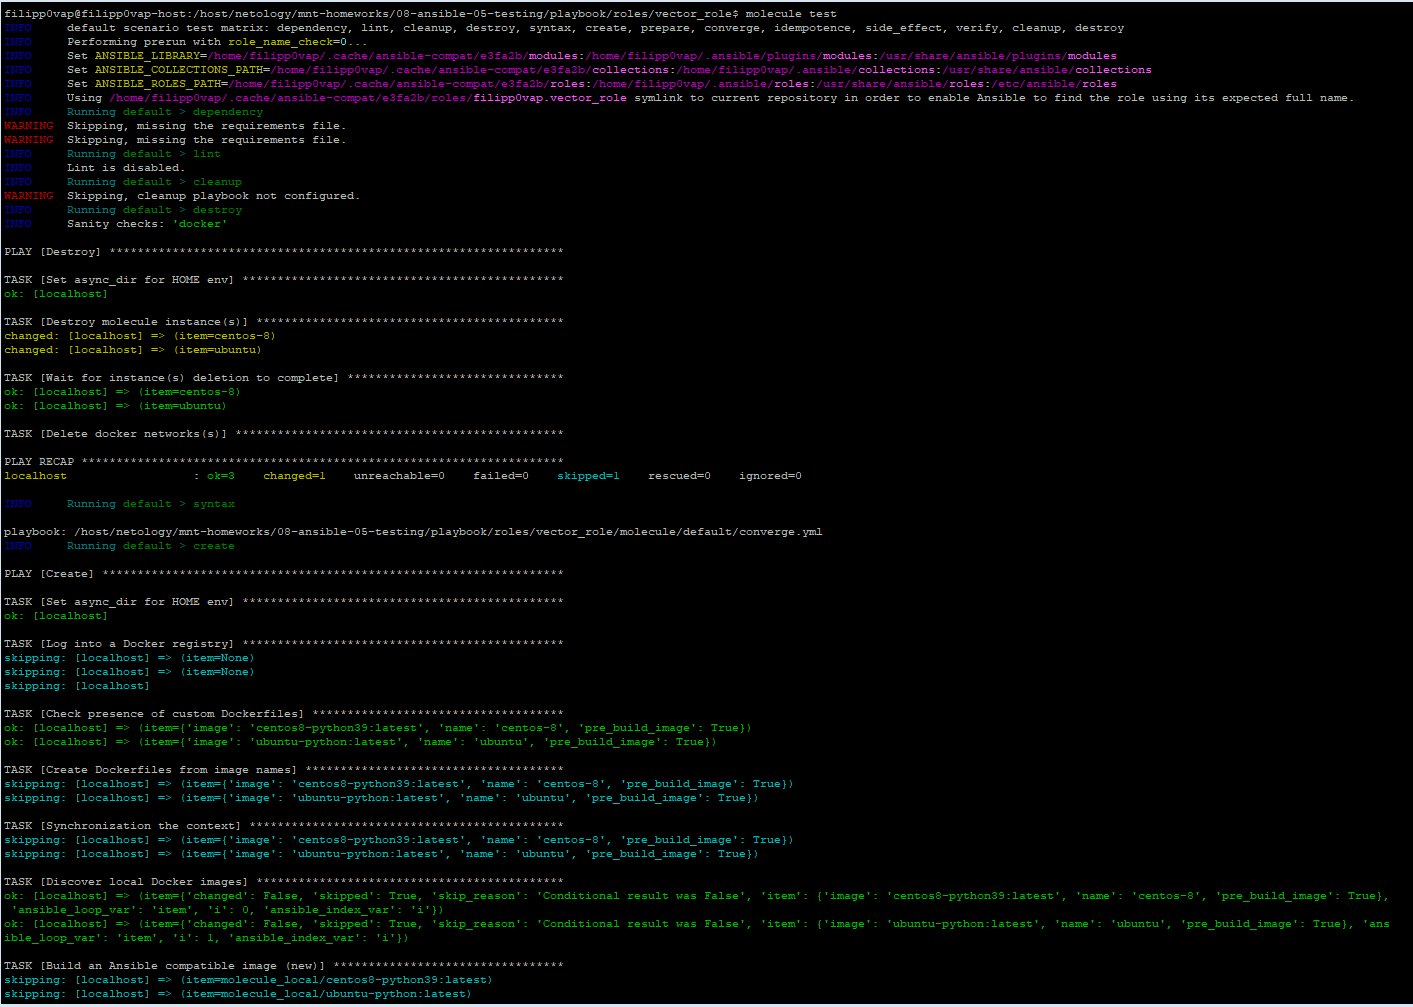 filipp0vap@filipp0vap-host:/host/netology/mnt-homeworks/08-ansible-05-testing/playbook/roles/vector_role$ molecule test
INFO     default scenario test matrix: dependency, lint, cleanup, destroy, syntax, create, prepare, converge, idempotence, side_effect, verify, cleanup, destroy
INFO     Performing prerun with role_name_check=0...
INFO     Set ANSIBLE_LIBRARY=/home/filipp0vap/.cache/ansible-compat/e3fa2b/modules:/home/filipp0vap/.ansible/plugins/modules:/usr/share/ansible/plugins/modules
INFO     Set ANSIBLE_COLLECTIONS_PATH=/home/filipp0vap/.cache/ansible-compat/e3fa2b/collections:/home/filipp0vap/.ansible/collections:/usr/share/ansible/collections
INFO     Set ANSIBLE_ROLES_PATH=/home/filipp0vap/.cache/ansible-compat/e3fa2b/roles:/home/filipp0vap/.ansible/roles:/usr/share/ansible/roles:/etc/ansible/roles
INFO     Using /home/filipp0vap/.cache/ansible-compat/e3fa2b/roles/filipp0vap.vector_role symlink to current repository in order to enable Ansible to find the role using its expected full name.
INFO     Running default > dependency
WARNING  Skipping, missing the requirements file.
WARNING  Skipping, missing the requirements file.
INFO     Running default > lint
INFO     Lint is disabled.
INFO     Running default > cleanup
WARNING  Skipping, cleanup playbook not configured.
INFO     Running default > destroy
INFO     Sanity checks: 'docker'
PLAY [Destroy] *****************************************************************
TASK [Set async_dir for HOME env] **********************************************
ok: [localhost]
TASK [Destroy molecule instance(s)] ********************************************
changed: [localhost] => (item=centos-8)
changed: [localhost] => (item=ubuntu)
TASK [Wait for instance(s) deletion to complete] *******************************
ok: [localhost] => (item=centos-8)
ok: [localhost] => (item=ubuntu)
TASK [Delete docker networks(s)] ***********************************************
PLAY RECAP *********************************************************************
localhost                  : ok=3    changed=1    unreachable=0    failed=0    skipped=1    rescued=0    ignored=0
INFO     Running default > syntax
playbook: /host/netology/mnt-homeworks/08-ansible-05-testing/playbook/roles/vector_role/molecule/default/converge.yml
INFO     Running default > create
PLAY [Create] ******************************************************************
TASK [Set async_dir for HOME env] **********************************************
ok: [localhost]
TASK [Log into a Docker registry] **********************************************
skipping: [localhost] => (item=None)
skipping: [localhost] => (item=None)
skipping: [localhost]
TASK [Check presence of custom Dockerfiles] ************************************
ok: [localhost] => (item={'image': 'centos8-python39:latest', 'name': 'centos-8', 'pre_build_image': True})
ok: [localhost] => (item={'image': 'ubuntu-python:latest', 'name': 'ubuntu', 'pre_build_image': True})
TASK [Create Dockerfiles from image names] *************************************
skipping: [localhost] => (item={'image': 'centos8-python39:latest', 'name': 'centos-8', 'pre_build_image': True})
skipping: [localhost] => (item={'image': 'ubuntu-python:latest', 'name': 'ubuntu', 'pre_build_image': True})
TASK [Synchronization the context] *********************************************
skipping: [localhost] => (item={'image': 'centos8-python39:latest', 'name': 'centos-8', 'pre_build_image': True})
skipping: [localhost] => (item={'image': 'ubuntu-python:latest', 'name': 'ubuntu', 'pre_build_image': True})
TASK [Discover local Docker images] ********************************************
ok: [localhost] => (item={'changed': False, 'skipped': True, 'skip_reason': 'Conditional result was False', 'item': {'image': 'centos8-python39:latest', 'name': 'centos-8', 'pre_build_image': True},
 'ansible_loop_var': 'item', 'i': 0, 'ansible_index_var': 'i'})
ok: [localhost] => (item={'changed': False, 'skipped': True, 'skip_reason': 'Conditional result was False', 'item': {'image': 'ubuntu-python:latest', 'name': 'ubuntu', 'pre_build_image': True}, 'ans
ible_loop_var': 'item', 'i': 1, 'ansible_index_var': 'i'})
TASK [Build an Ansible compatible image (new)] *********************************
skipping: [localhost] => (item=molecule_local/centos8-python39:latest)
skipping: [localhost] => (item=molecule_local/ubuntu-python:latest)